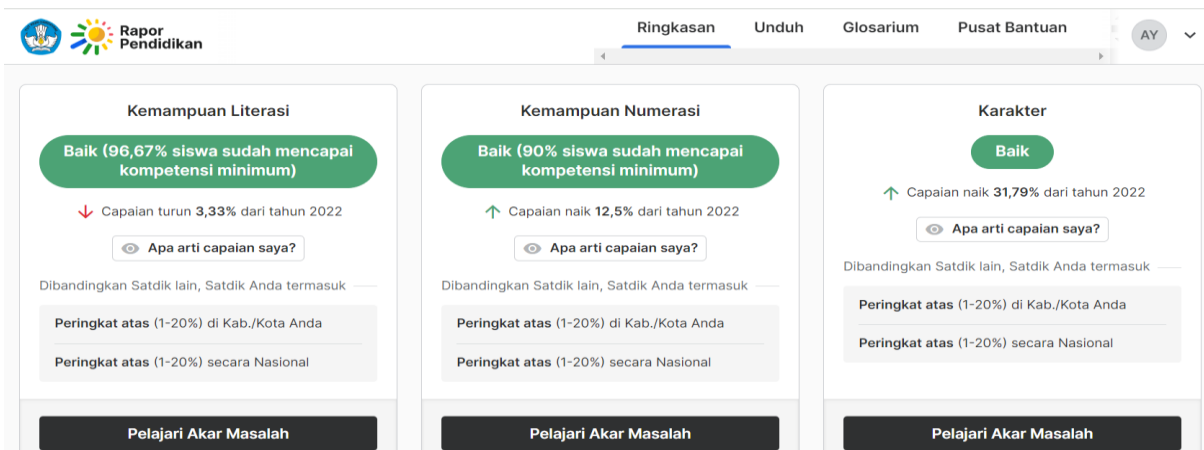 Rapor
Pendidikan
Ringkasan
Unduh
Glosarium
Pusat Bantuan
AY
Kemampuan Literasi
Baik (96,67% siswa sudah mencapai
kompetensi minimum)
Capaian turun 3,33% dari tahun 2022
Apa arti capaian saya?
Dibandingkan Satdik lain, Satdik Anda termasuk
Peringkat atas (1-20%) di Kab./Kota Anda
Peringkat atas (1-20%) secara Nasional
Pelajari Akar Masalah
Kemampuan Numerasi
Baik (90% siswa sudah mencapai
kompetensi minimum)
Capaian naik 12,5% dari tahun 2022
Apa arti capaian saya?
Dibandingkan Satdik lain, Satdik Anda termasuk
Peringkat atas (1-20%) di Kab./Kota Anda
Peringkat atas (1-20%) secara Nasional
Pelajari Akar Masalah
Karakter
Baik
Capaian naik 31,79% dari tahun 2022
Apa arti capaian saya?
Dibandingkan Satdik lain, Satdik Anda termasuk
Peringkat atas (1-20%) di Kab./Kota Anda
Peringkat atas (1-20%) secara Nasional
Pelajari Akar Masalah